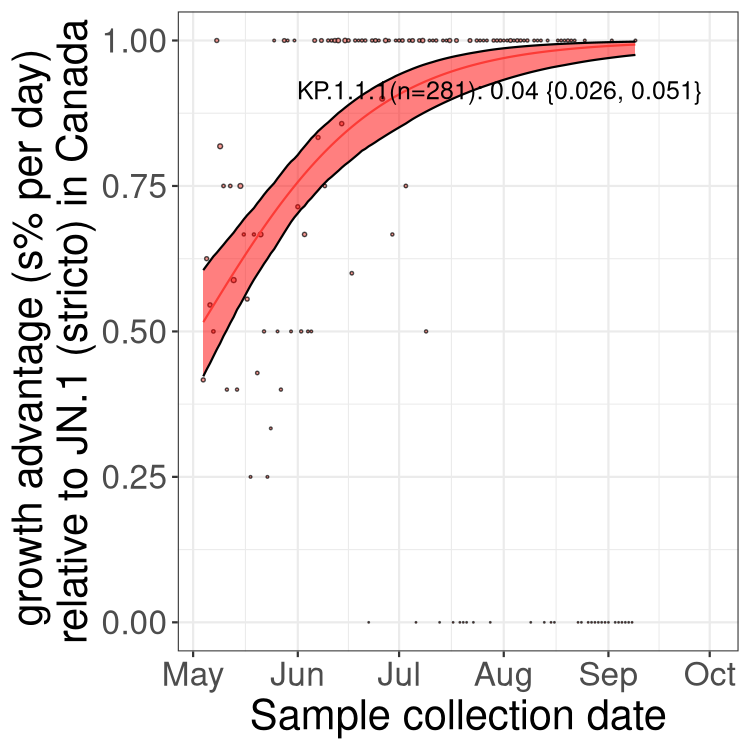 growth advantage (s% per day)
relative to JN.1 (stricto) in Canada
1.00
0.75
0.50
0.25
0.00
KP.1.1.1(n=281): 0.04 {0.026, 0.051}
May Jun Jul Aug Sep Oct
Sample collection date